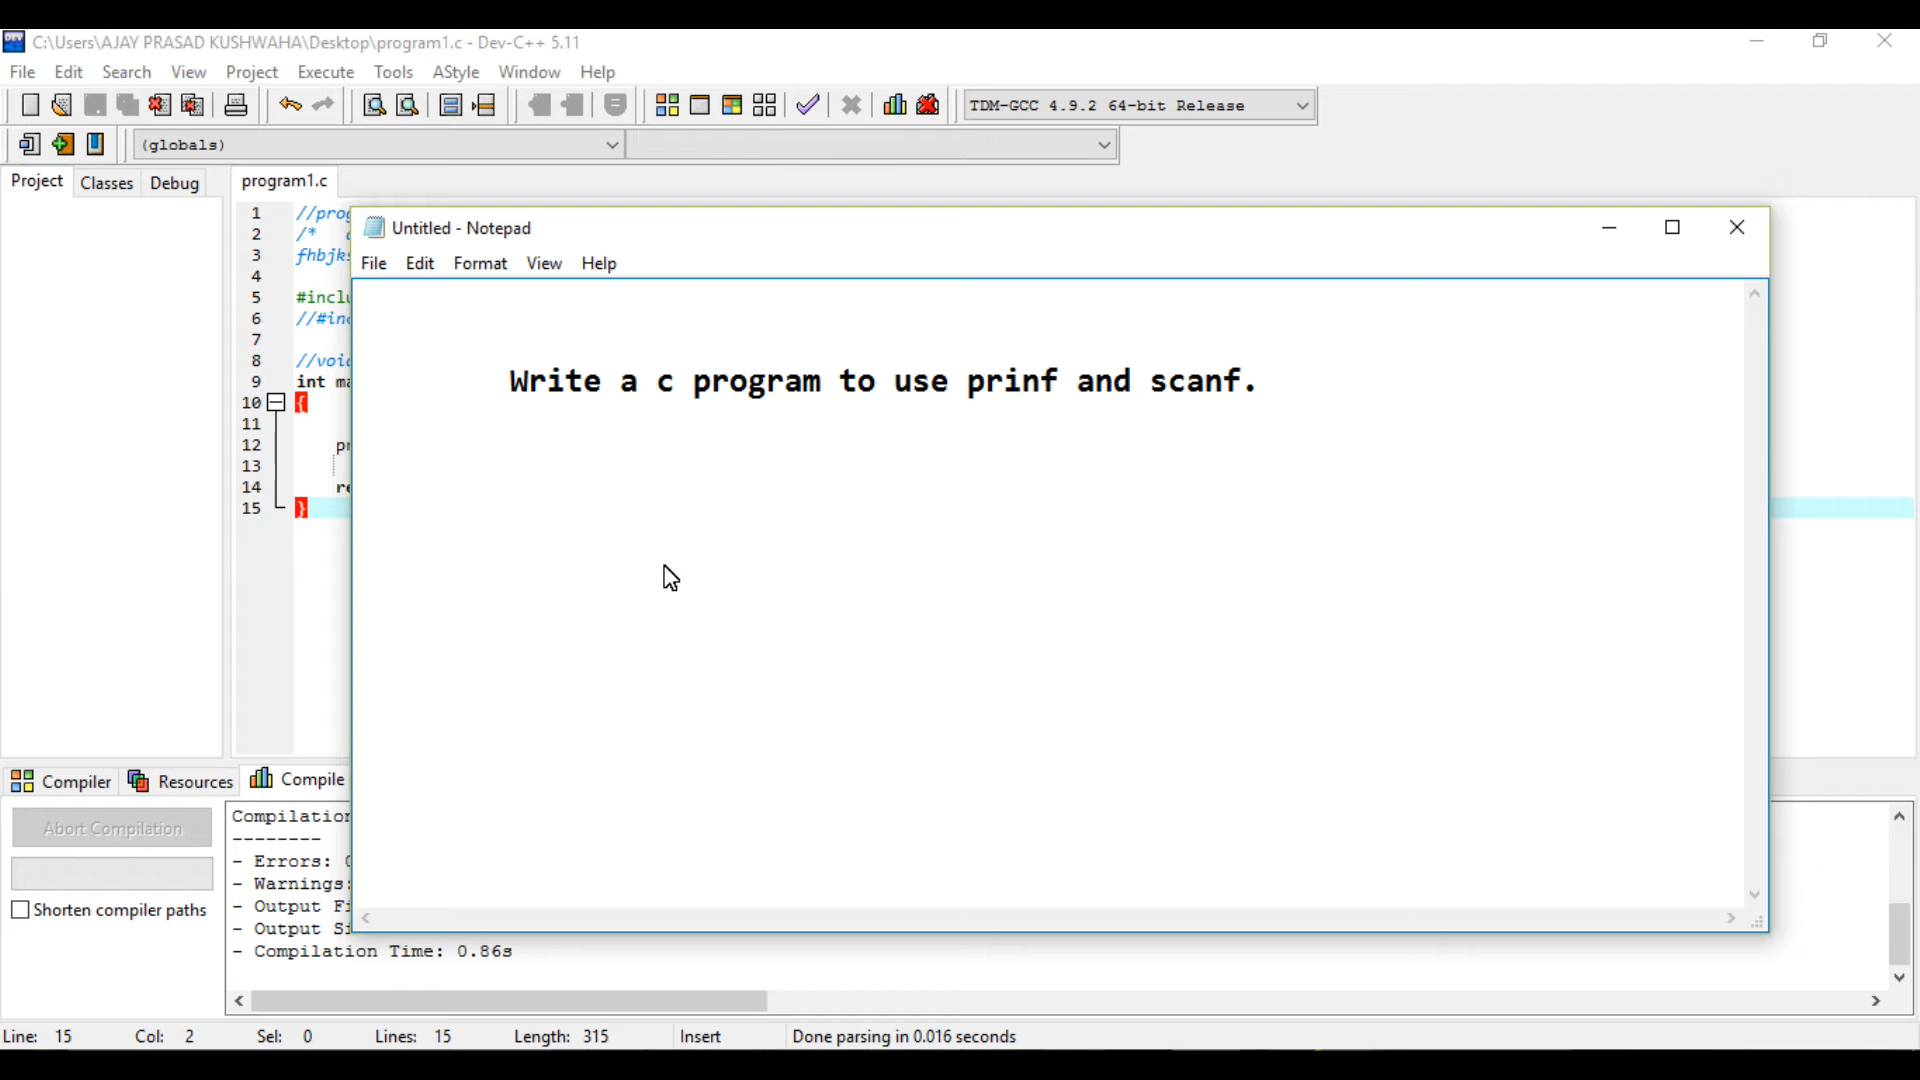 C:\Users\AJAY PRASAD KUSHWAHA\Desktop\program1.c - Dev-C++ 5.11
File Edit Search View Project Execute Tools AStyle Window Help
TDM-GCC 4.9.2 64-bit Release
(globals)
Project Classes Debug
program1.c
Untitled - Notepad
File Edit Format View Help
Write a c program to use prinf and scanf.
1
2 /*
3
4
5
6
7
8
9 int
10 {
11
12
13
14
15 }
Compiler Resources Compile
Abort Compilation
Shorten compiler paths
Compilation
--------
- Errors:
- Warnings:
- Output
- Output
- Compilation Time: 0.86s
Line: 15 Col: 2 Sel: 0 Lines: 15 Length: 315 Insert Done parsing in 0.016 seconds